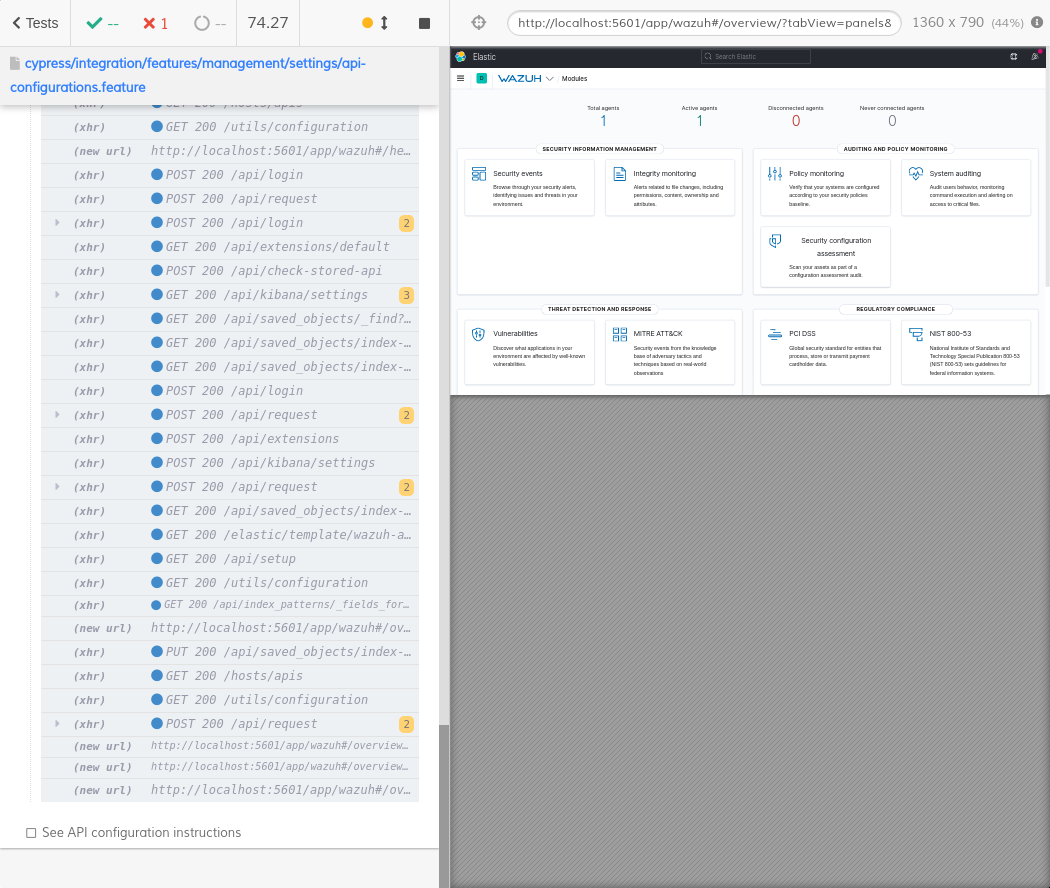 Tests -- 1 -- 74.27
http://localhost:5601/app/wazuh#/overview/?tabView=panels& 1360 x 790 (44%)
cypress/integration/features/management/settings/api-
configurations.feature
(xhr) GET 200 /hosts/apis
(xhr) GET 200 /utils/configuration
(new url) http://localhost:5601/app/wazuh#/he…
(xhr) POST 200 /api/login
(xhr) POST 200 /api/request
(xhr) POST 200 /api/login 2
(xhr) GET 200 /api/extensions/default
(xhr) POST 200 /api/check-stored-api
(xhr) GET 200 /api/kibana/settings 3
(xhr) GET 200 /api/saved_objects/_find?…
(xhr) GET 200 /api/saved_objects/index-…
(xhr) GET 200 /api/saved_objects/index-…
(xhr) POST 200 /api/login
(xhr) POST 200 /api/request 2
(xhr) POST 200 /api/extensions
(xhr) POST 200 /api/kibana/settings
(xhr) POST 200 /api/request 2
(xhr) GET 200 /api/saved_objects/index-…
(xhr) GET 200 /elastic/template/wazuh-a…
(xhr) GET 200 /api/setup
(xhr) GET 200 /utils/configuration
(xhr) GET 200 /api/index_patterns/_fields_for…
(new url) http://localhost:5601/app/wazuh#/ov…
(xhr) PUT 200 /api/saved_objects/index-…
(xhr) GET 200 /hosts/apis
(xhr) GET 200 /utils/configuration
(xhr) POST 200 /api/request 2
(new url) http://localhost:5601/app/wazuh#/overview…
(new url) http://localhost:5601/app/wazuh#/overview…
(new url) http://localhost:5601/app/wazuh#/ov…
See API configuration instructions
Elastic
Search Elastic
D WAZUH Modules
Total agents
1
Active agents
1
Disconnected agents
0
Never connected agents
0
SECURITY INFORMATION MANAGEMENT
Security events
Browse through your security alerts,
identifying issues and threats in your
environment.
Integrity monitoring
Alerts related to file changes, including
permissions, content, ownership and
attributes.
AUDITING AND POLICY MONITORING
Policy monitoring
Verify that your systems are configured
according to your security policies
baseline.
System auditing
Audit users behavior, monitoring
command execution and alerting on
access to critical files.
Security configuration
assessment
Scan your assets as part of a
configuration assessment audit.
THREAT DETECTION AND RESPONSE
Vulnerabilities
Discover what applications in your
environment are affected by well-known
vulnerabilities.
MITRE ATT&CK
Security events from the knowledge
base of adversary tactics and
techniques based on real-world
observations
REGULATORY COMPLIANCE
PCI DSS
Global security standard for entities that
process, store or transmit payment
cardholder data.
NIST 800-53
National Institute of Standards and
Technology Special Publication 800-53
(NIST 800-53) sets guidelines for
federal information systems.